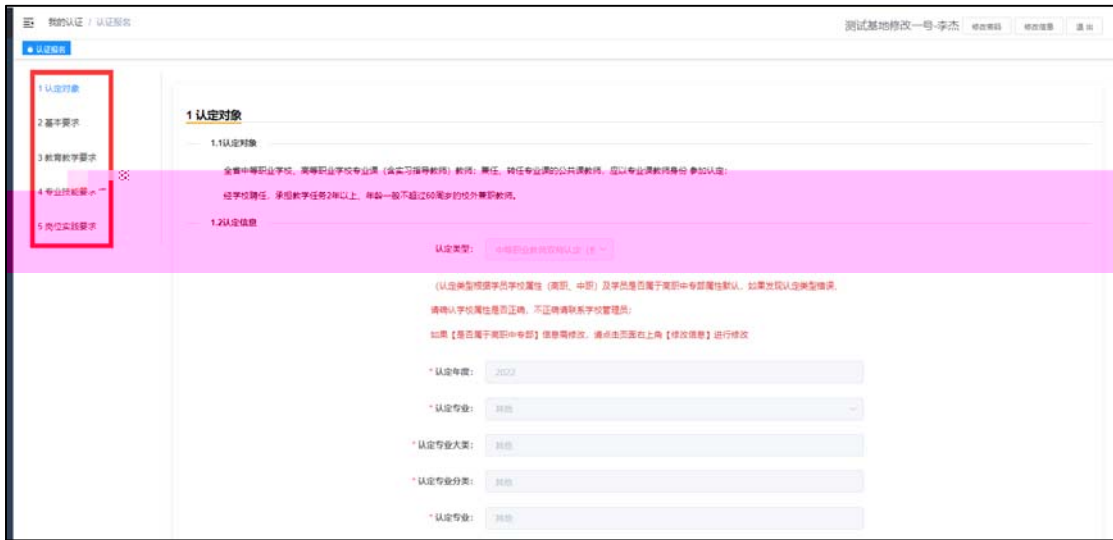 我的认证 / 认证报名
测试基地修改一号-李杰 修改密码 修改信息 退出
认证报名
1 认定对象
2 基本要求
3 教育教学要求
4 专业技能要求
5 岗位实践要求
1 认定对象
1.1认定对象
全省中等职业学校、高等职业学校专业课（含实习指导教师）教师；兼任、转任专业课的公共课教师，应以专业课教师身份 参加认定；
经学校聘任，承担教学任务2年以上，年龄一般不超过60周岁的校外兼职教师。
1.2认定信息
认定类型：
（认定类型根据学员学校属性（高职、中职）及学员是否属于高职中专部属性默认，如果发现认定类型错误，
请确认学校属性是否正确，不正确请联系学校管理员；
如果【是否属于高职中专部】信息需修改，请点击页面右上角【修改信息】进行修改
* 认定年度： 2022
* 认定专业： 其他
* 认定专业大类： 其他
* 认定专业分类： 其他
* 认定专业： 其他